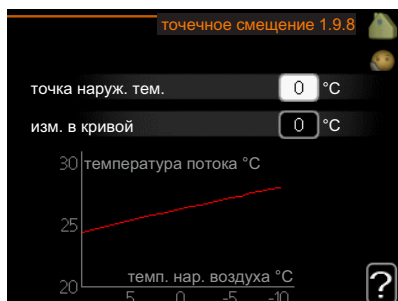 точечное смещение 1.9.8
точка наруж. тем. 0 °C
изм. в кривой 0 °C
30 температура потока °C
25
темп. нар. воздуха °C
20
5 0 -5 -10
?